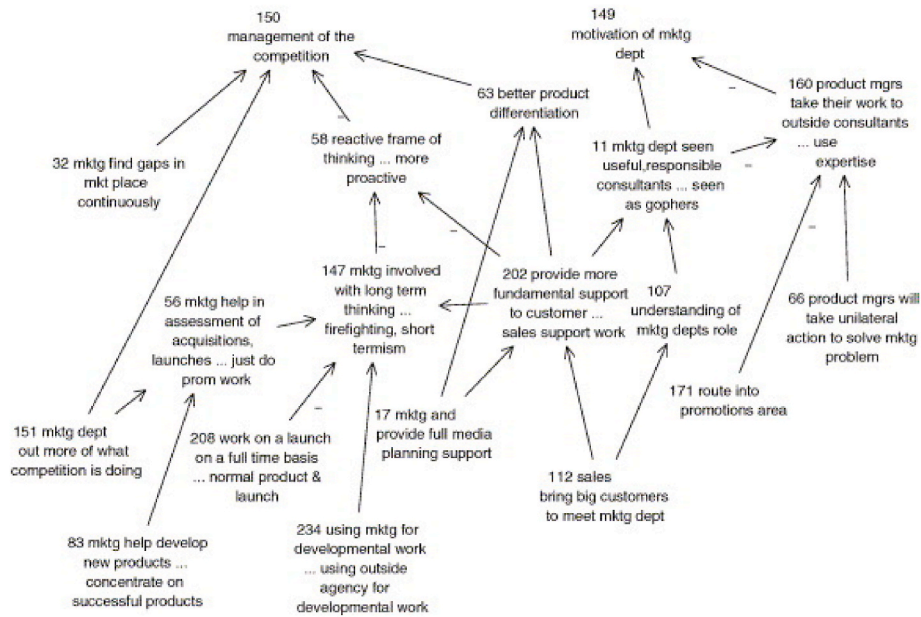 150
management of the
competition
149
motivation of mktg
dept
63 better product
differentiation
160 product mgrs
take their work to
outside consultants
... use
expertise
58 reactive frame of
thinking ... more
proactive
11 mktg dept seen
useful,responsible
consultants ... seen
as gophers
32 mktg find gaps in
mkt place
continuously
147 mktg involved
with long term
thinking ...
firefighting, short
termism
202 provide more
fundamental support
to customer ...
sales support work
107
understanding of
mktg depts role
66 product mgrs will
take unilateral
action to solve mktg
problem
56 mktg help in
assessment of
acquisitions,
launches ... just do
prom work
171 route into
promotions area
151 mktg dept
out more of what
competition is doing
208 work on a launch
on a full time basis
... normal product &
launch
17 mktg and
provide full media
planning support
112 sales
bring big customers
to meet mktg dept
83 mktg help develop
new products ...
concentrate on
successful products
234 using mktg for
developmental work
... using outside
agency for
developmental work